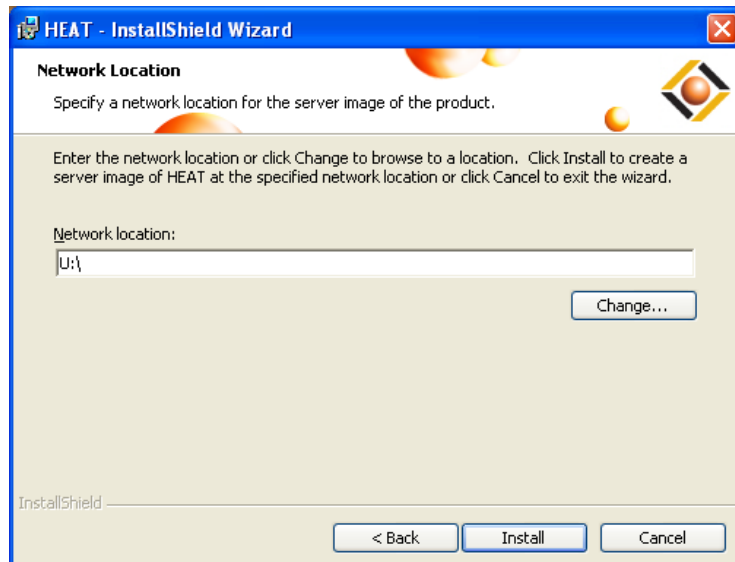 HEAT - InstallShield Wizard
Network Location
Specify a network location for the server image of the product.
Enter the network location or click Change to browse to a location.  Click Install to create a
server image of HEAT at the specified network location or click Cancel to exit the wizard.
Network location:
U:\
Change...
InstallShield
< Back
Install
Cancel